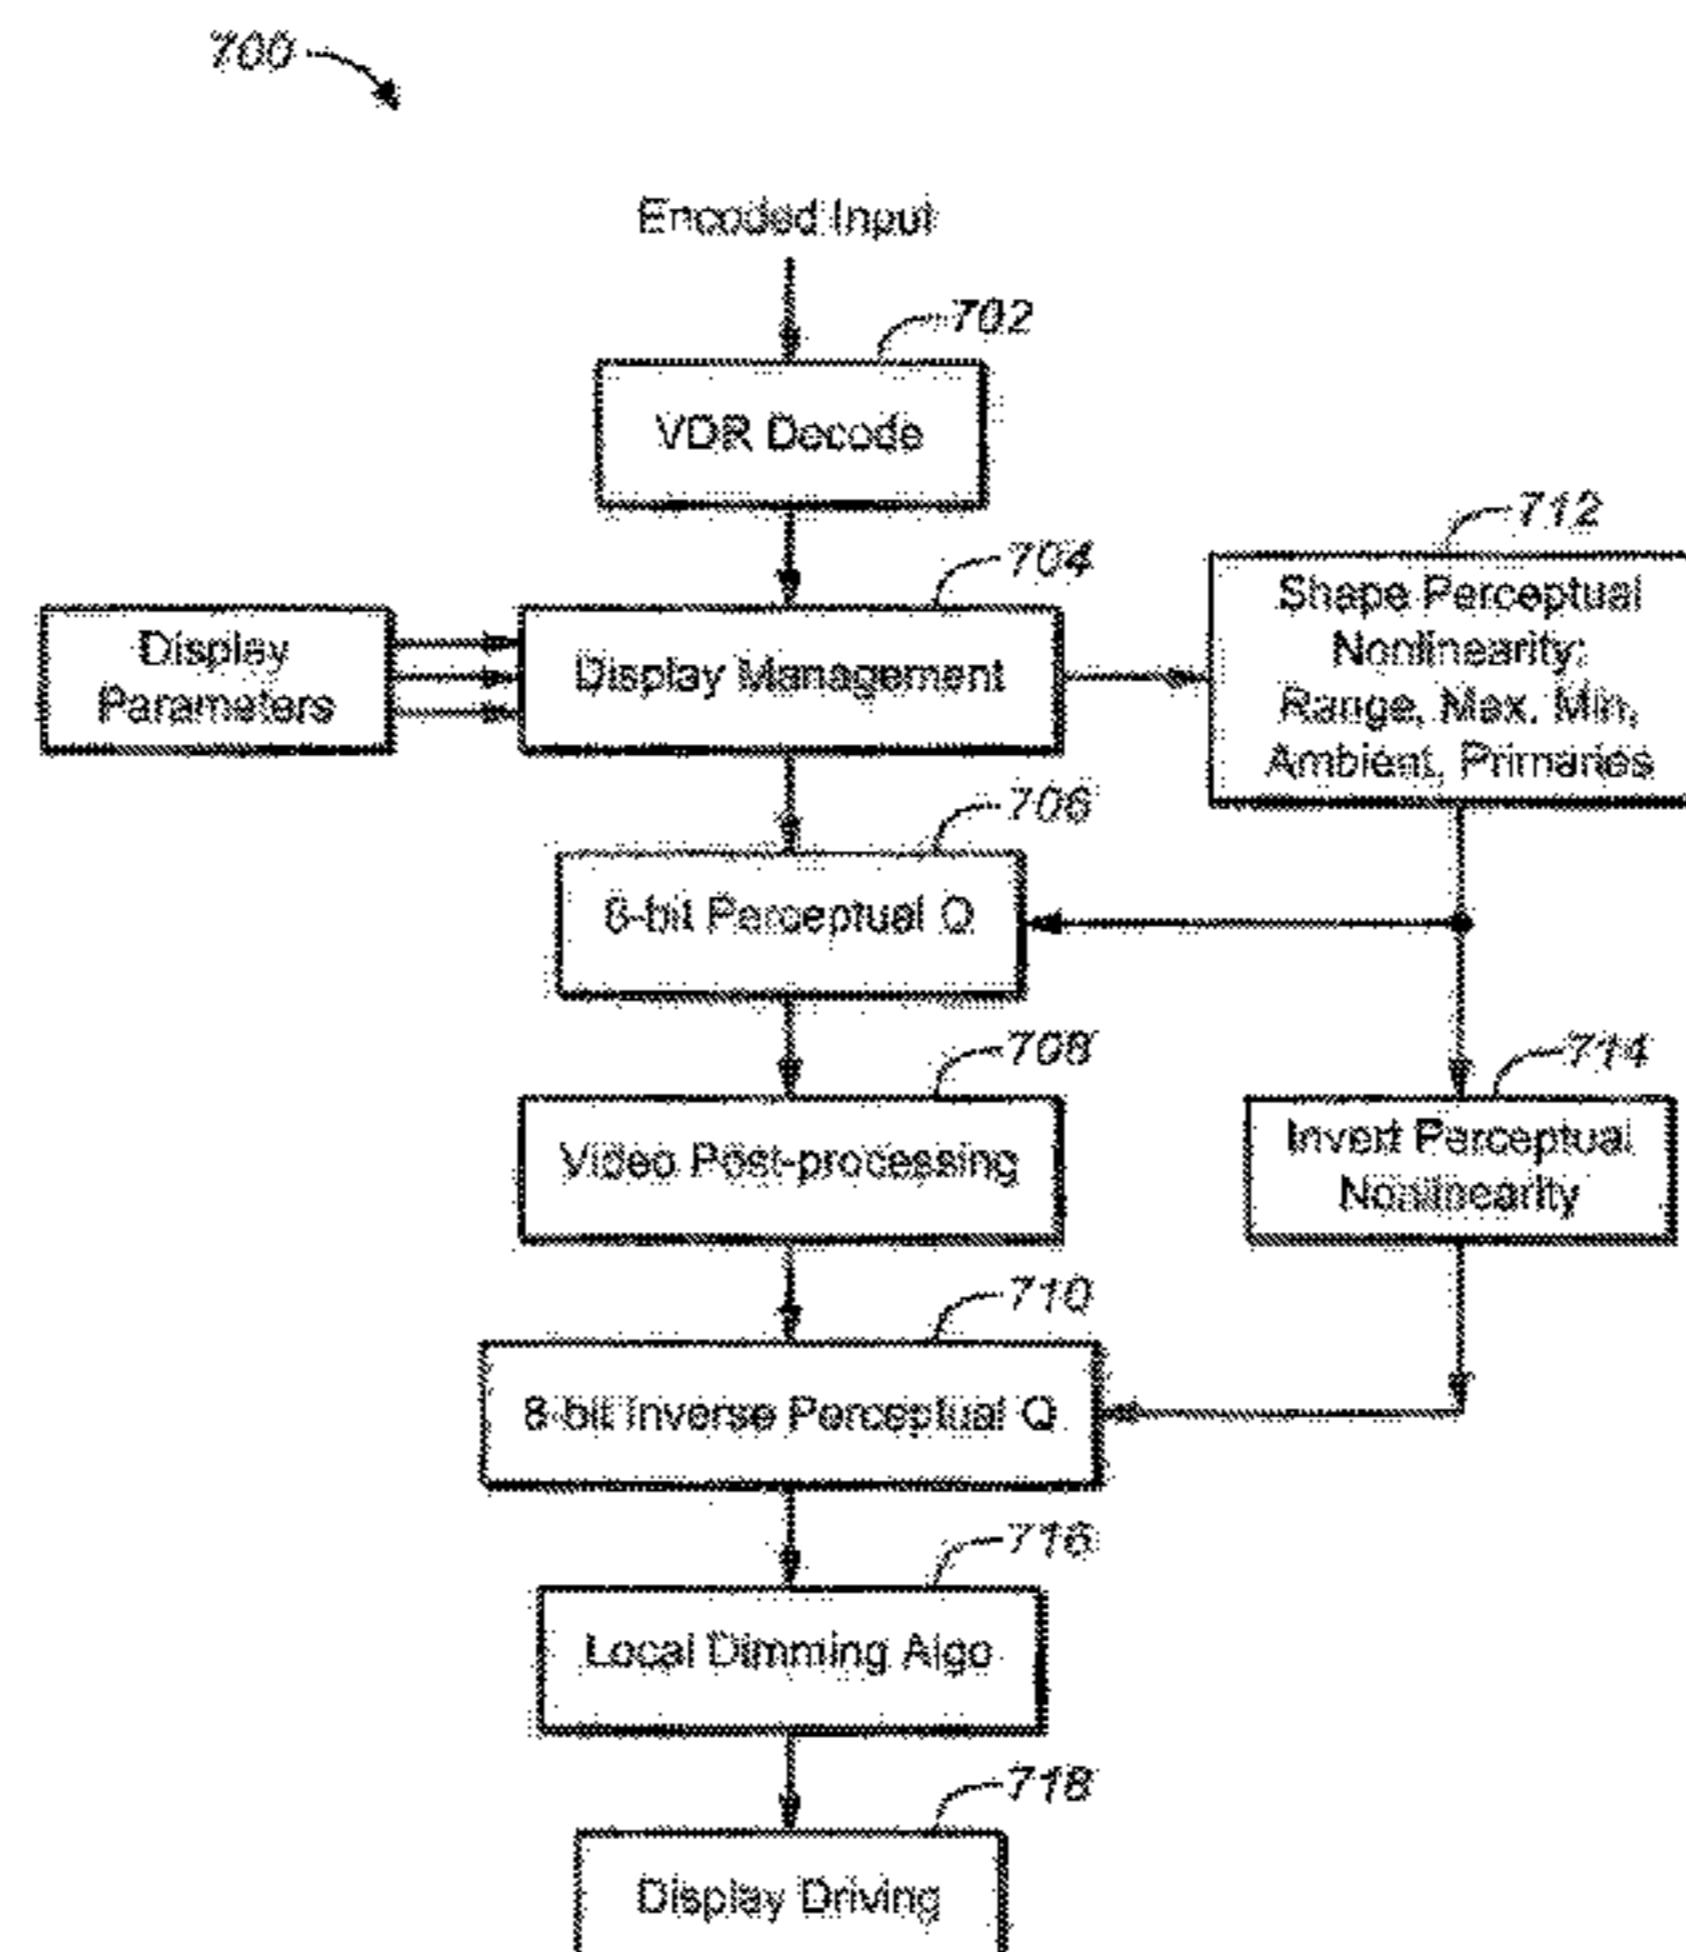 700
Encoded Input
702
VDR Decode
712
704
Shape Perceptual
Nonlinearity:
Range, Max, Min,
Ambient, Primaries
Display
Parameters
Display Management
706
8-bit Perceptual Q
708
714
Video Post-processing
Invert Perceptual
Nonlinearity
710
8-bit Inverse Perceptual Q
716
Local Dimming Algo
718
Display Driving